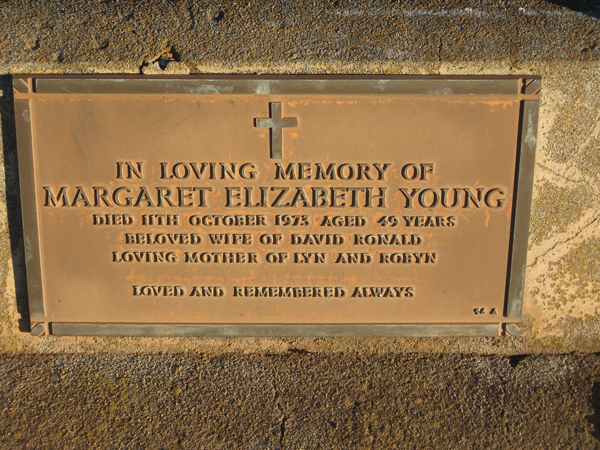 IN LOVING MEMORY OF
MARGARET ELIZABETH YOUNG
DIED 11TH OCTOBER 1973 AGED 49 YEARS
BELOVED WIFE OF DAVID RONALD
LOVING MOTHER OF LYN AND ROBYN
LOVED AND REMEMBERED ALWAYS